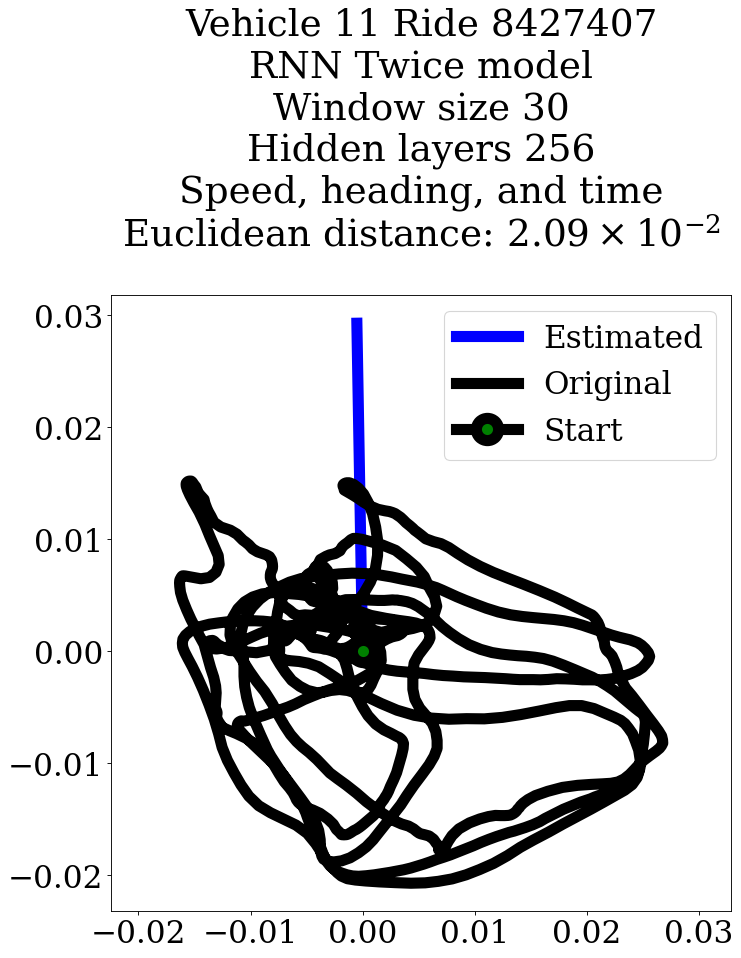 Vehicle 11 Ride 8427407
RNN Twice model
Window size 30
Hidden layers 256
Speed, heading, and time
Euclidean distance: 2.09 × 10⁻²
Estimated
Original
Start
0.03
0.02
0.01
0.00
−0.01
−0.02
−0.02 −0.01 0.00 0.01 0.02 0.03